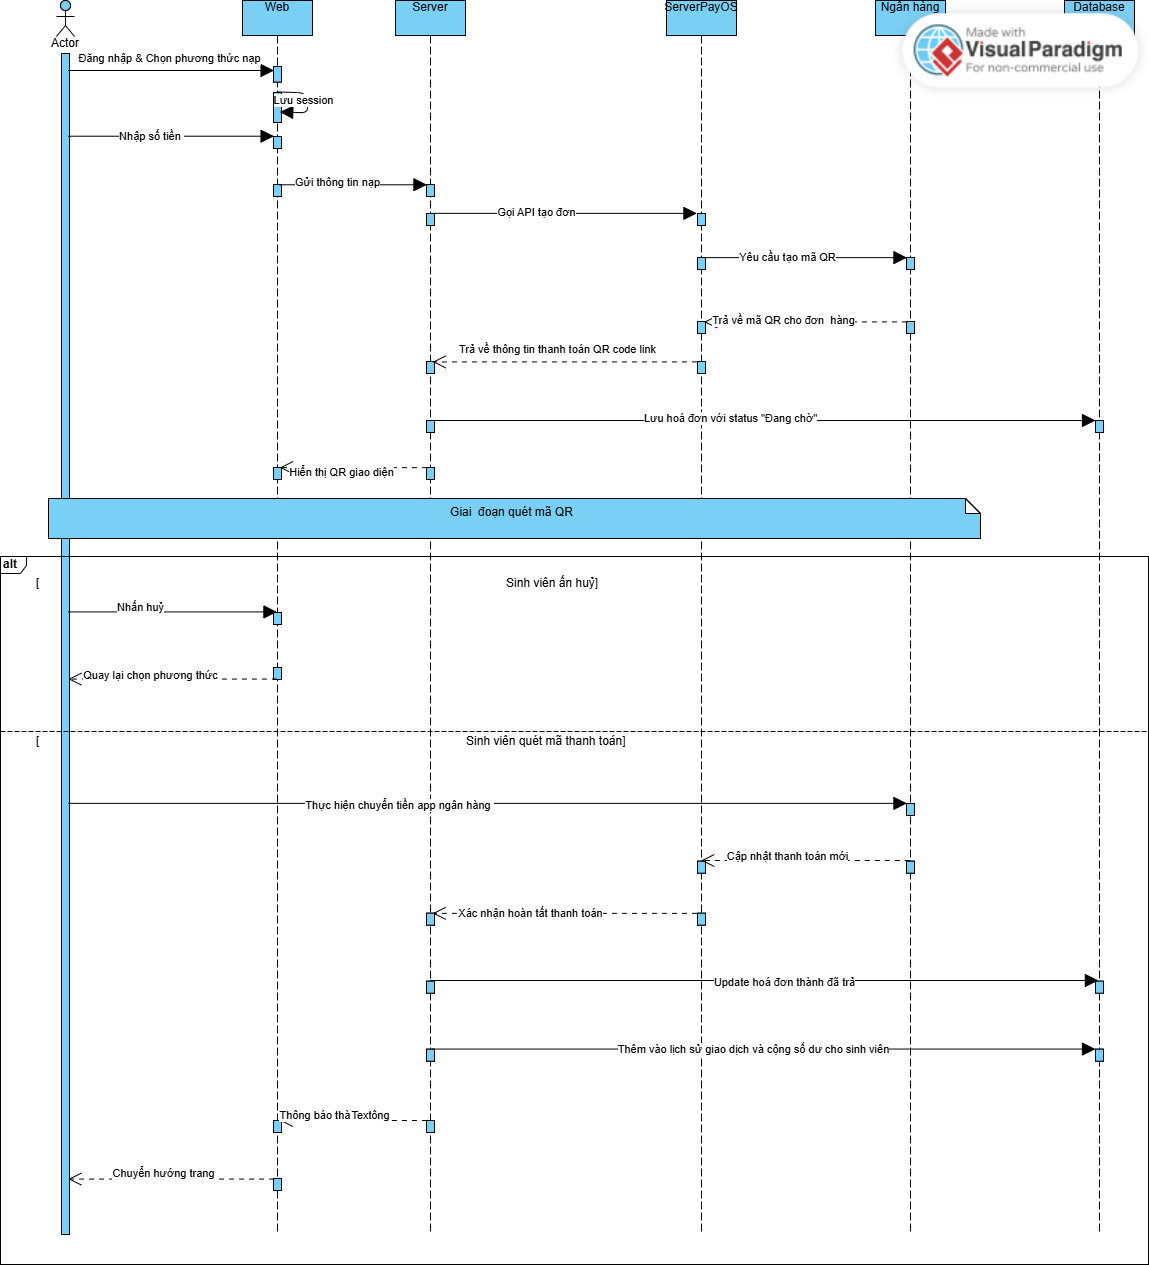 Web
Server
ServerPayOS
Ngân hàng
Database
Actor
Made with
VisualParadigm
For non-commercial use
Đăng nhập & Chọn phương thức nạp
Lưu session
Nhập số tiền
Gửi thông tin nạp
Gọi API tạo đơn
Yêu cầu tạo mã QR
Trả về mã QR cho đơn hàng
Trả về thông tin thanh toán QR code link
Lưu hoá đơn với status "Đang chờ"
Hiển thị QR giao diện
Giai đoạn quét mã QR
alt
[ Sinh viên ấn huỷ]
Nhấn huỷ
Quay lại chọn phương thức
[ Sinh viên quét mã thanh toán]
Thực hiện chuyển tiền app ngân hàng
Cập nhật thanh toán mới
Xác nhận hoàn tất thanh toán
Update hoá đơn thành đã trả
Thêm vào lịch sử giao dịch và cộng số dư cho sinh viên
Thông báo thàTextông
Chuyển hướng trang